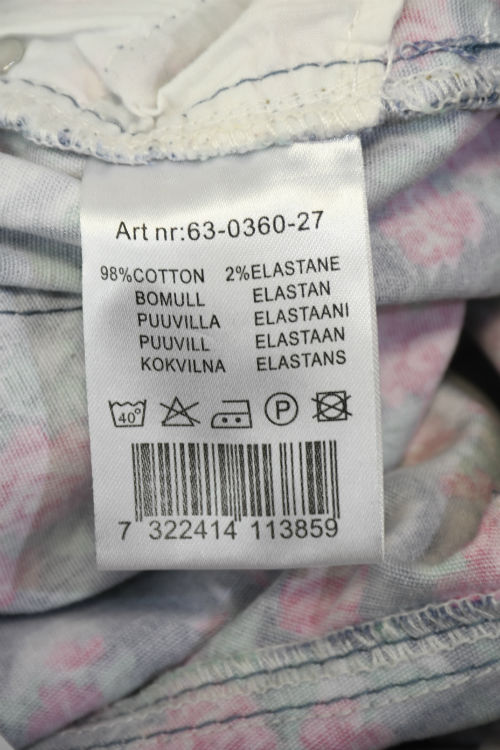 Art nr:63-0360-27
98%COTTON 2%ELASTANE
BOMULL ELASTAN
PUUVILLA ELASTAANI
PUUVILL ELASTAAN
KOKVILNA ELASTANS
40° P
7 322414 113859